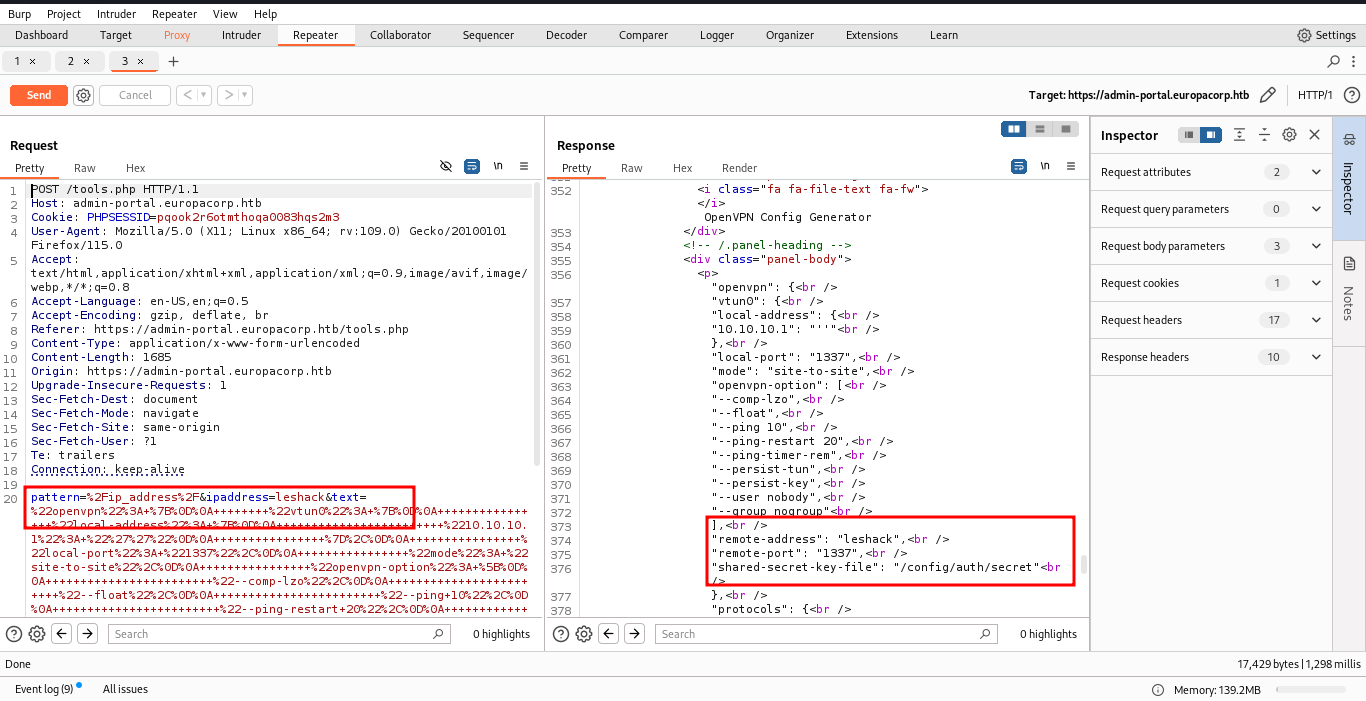 Burp Project Intruder Repeater View Help
Dashboard Target Proxy Intruder Repeater Collaborator Sequencer Decoder Comparer Logger Organizer Extensions Learn Settings
1 × 2 × 3 × +
Send Cancel < > Target: https://admin-portal.europacorp.htb HTTP/1
Request
Pretty Raw Hex \n
1 POST /tools.php HTTP/1.1
2 Host: admin-portal.europacorp.htb
3 Cookie: PHPSESSID=pqook2r6otmthoqa0083hqs2m3
4 User-Agent: Mozilla/5.0 (X11; Linux x86_64; rv:109.0) Gecko/20100101
Firefox/115.0
5 Accept:
text/html,application/xhtml+xml,application/xml;q=0.9,image/avif,image/
webp,*/*;q=0.8
6 Accept-Language: en-US,en;q=0.5
7 Accept-Encoding: gzip, deflate, br
8 Referer: https://admin-portal.europacorp.htb/tools.php
9 Content-Type: application/x-www-form-urlencoded
10 Content-Length: 1685
11 Origin: https://admin-portal.europacorp.htb
12 Upgrade-Insecure-Requests: 1
13 Sec-Fetch-Dest: document
14 Sec-Fetch-Mode: navigate
15 Sec-Fetch-Site: same-origin
16 Sec-Fetch-User: ?1
17 Te: trailers
18 Connection: keep-alive
19
20 pattern=%2Fip_address%2F&ipaddress=leshack&text=
%22openvpn%22%3A+%7B%0D%0A++++++++%22vtun0%22%3A+%7B%0D%0A+++++++++++++
+++%22local-address%22%3A+%7B%0D%0A++++++++++++++++++++++++%2210.10.10.
1%22%3A+%22%27%27%22%0D%0A++++++++++++++++%7D%2C%0D%0A++++++++++++++++%
22local-port%22%3A+%221337%22%2C%0D%0A++++++++++++++++%22mode%22%3A+%22
site-to-site%22%2C%0D%0A++++++++++++++++%22openvpn-option%22%3A+%5B%0D%
0A++++++++++++++++++++++++%22--comp-lzo%22%2C%0D%0A++++++++++++++++++++
++++%22--float%22%2C%0D%0A++++++++++++++++++++++++%22--ping+10%22%2C%0D
%0A++++++++++++++++++++++++%22--ping-restart+20%22%2C%0D%0A++++++++++++
Search 0 highlights
Response
Pretty Raw Hex Render \n
352 <i class="fa fa-file-text fa-fw">
</i>
OpenVPN Config Generator
353 </div>
354 <!-- /.panel-heading -->
355 <div class="panel-body">
356 <p>
"openvpn": {<br />
357 "vtun0": {<br />
358 "local-address": {<br />
359 "10.10.10.1": "''"<br />
360 },<br />
361 "local-port": "1337",<br />
362 "mode": "site-to-site",<br />
363 "openvpn-option": [<br />
364 "--comp-lzo",<br />
365 "--float",<br />
366 "--ping 10",<br />
367 "--ping-restart 20",<br />
368 "--ping-timer-rem",<br />
369 "--persist-tun",<br />
370 "--persist-key",<br />
371 "--user nobody",<br />
372 "--group nogroup"<br />
373 ],<br />
374 "remote-address": "leshack",<br />
375 "remote-port": "1337",<br />
376 "shared-secret-key-file": "/config/auth/secret"<br
/>
377 },<br />
378 "protocols": {<br />
Search 0 highlights
Inspector
Request attributes 2
Request query parameters 0
Request body parameters 3
Request cookies 1
Request headers 17
Response headers 10
Inspector
Notes
Done 17,429 bytes | 1,298 millis
Event log (9) All issues Memory: 139.2MB